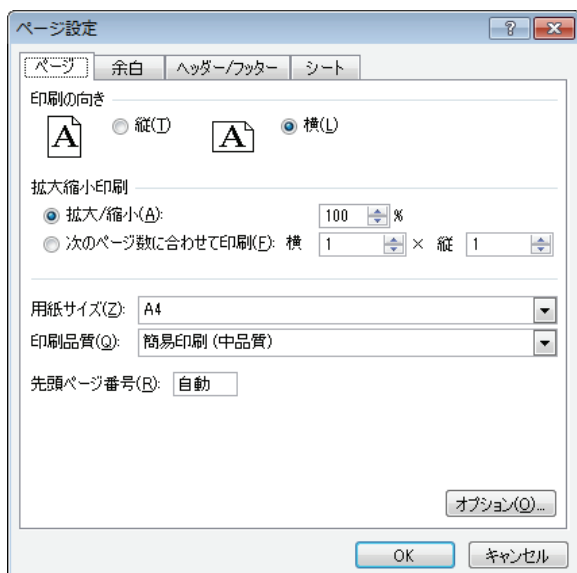 ページ設定
ページ 余白 ヘッダー/フッター シート
印刷の向き
A 縦(T) A 横(L)
拡大縮小印刷
拡大/縮小(A): 100 %
次のページ数に合わせて印刷(F): 横 1 × 縦 1
用紙サイズ(Z): A4
印刷品質(Q): 簡易印刷 (中品質)
先頭ページ番号(R): 自動
オプション(O)...
OK キャンセル